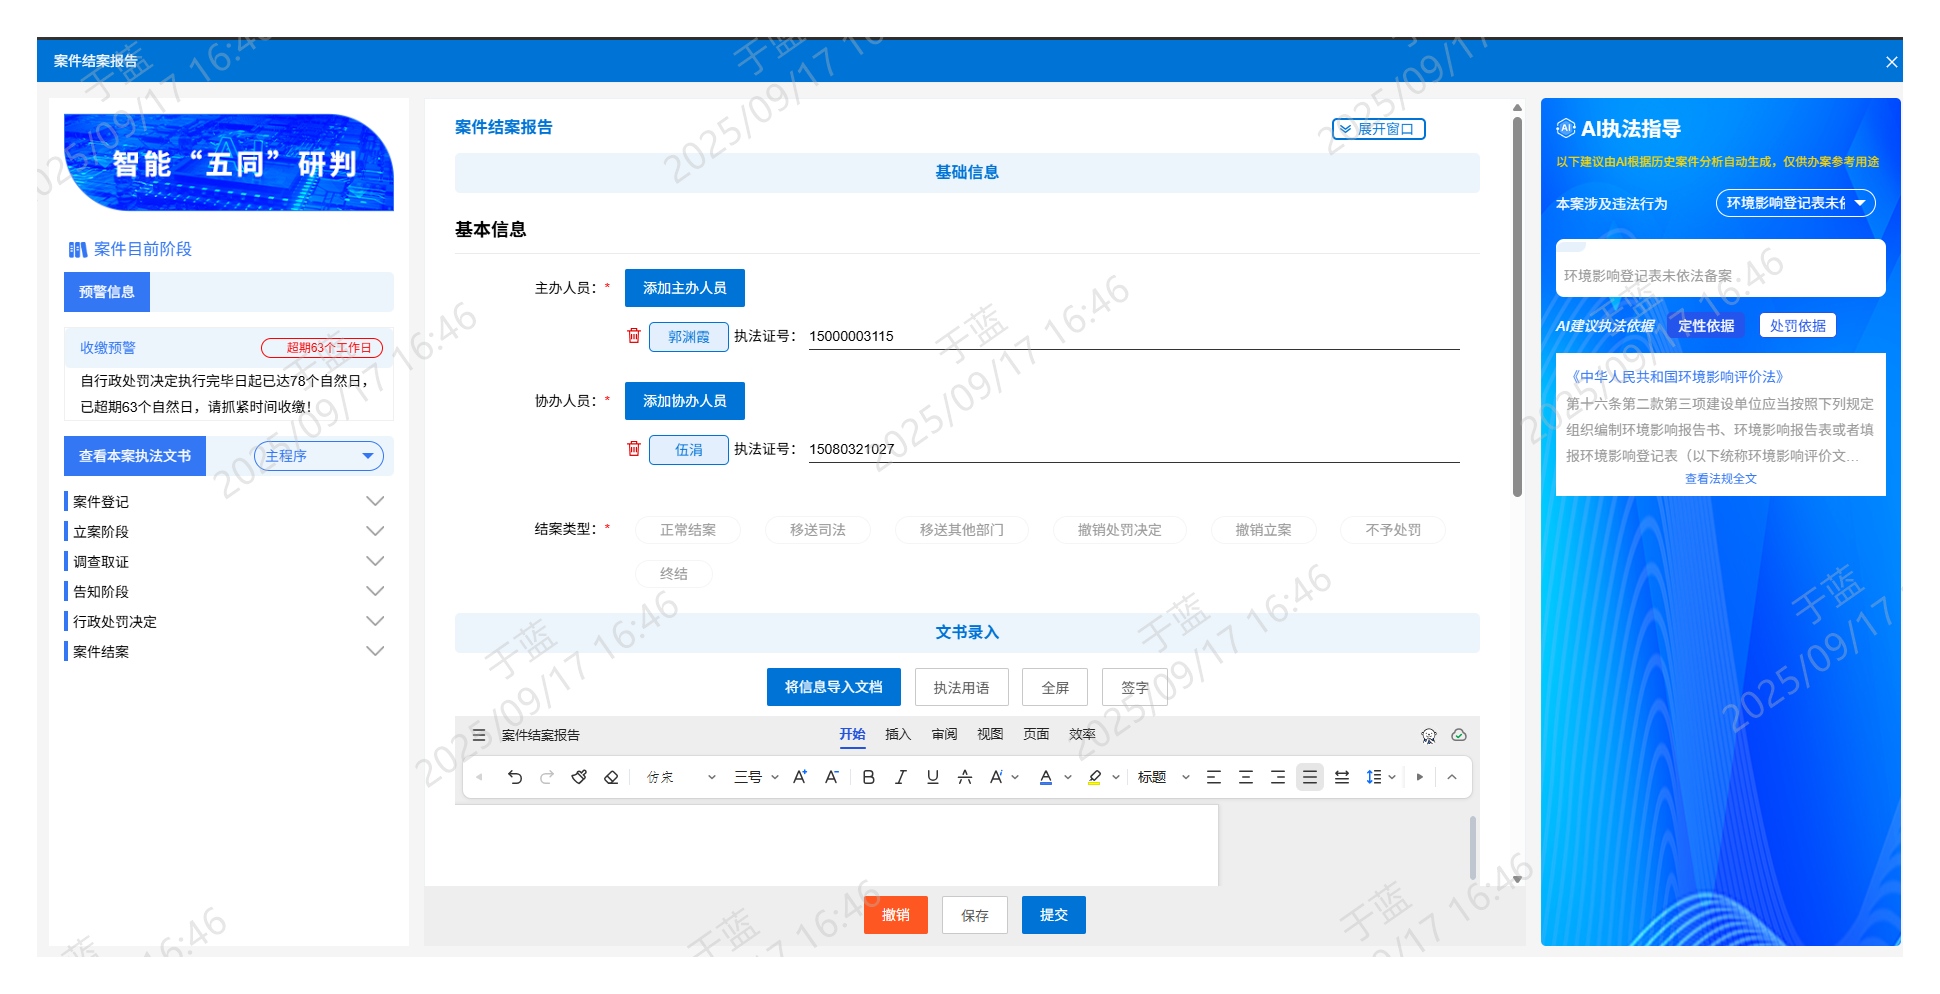 案件结案报告
智能“五同”研判
案件目前阶段
预警信息
收缴预警
超期63个工作日
自行政处罚决定执行完毕日起已达78个自然日，
已超期63个自然日，请抓紧时间收缴！
查看本案执法文书
主程序
案件登记
立案阶段
调查取证
告知阶段
行政处罚决定
案件结案
案件结案报告
展开窗口
基础信息
基本信息
主办人员：*
添加主办人员
郭渊霞 执法证号： 15000003115
协办人员：*
添加协办人员
伍涓 执法证号： 15080321027
结案类型：* 正常结案 移送司法 移送其他部门 撤销处罚决定 撤销立案 不予处罚
终结
文书录入
将信息导入文档 执法用语 全屏 签字
案件结案报告 开始 插入 审阅 视图 页面 效率
仿宋 三号 A+ A- B I U A A A 标题
撤销 保存 提交
AI执法指导
以下建议由AI根据历史案件分析自动生成，仅供办案参考用途
本案涉及违法行为
环境影响登记表未
环境影响登记表未依法备案
AI建议执法依据 定性依据 处罚依据
《中华人民共和国环境影响评价法》
第十六条第二款第三项建设单位应当按照下列规定
组织编制环境影响报告书、环境影响报告表或者填
报环境影响登记表（以下统称环境影响评价文...
查看法规全文
于蓝
2025/09/17 16:46